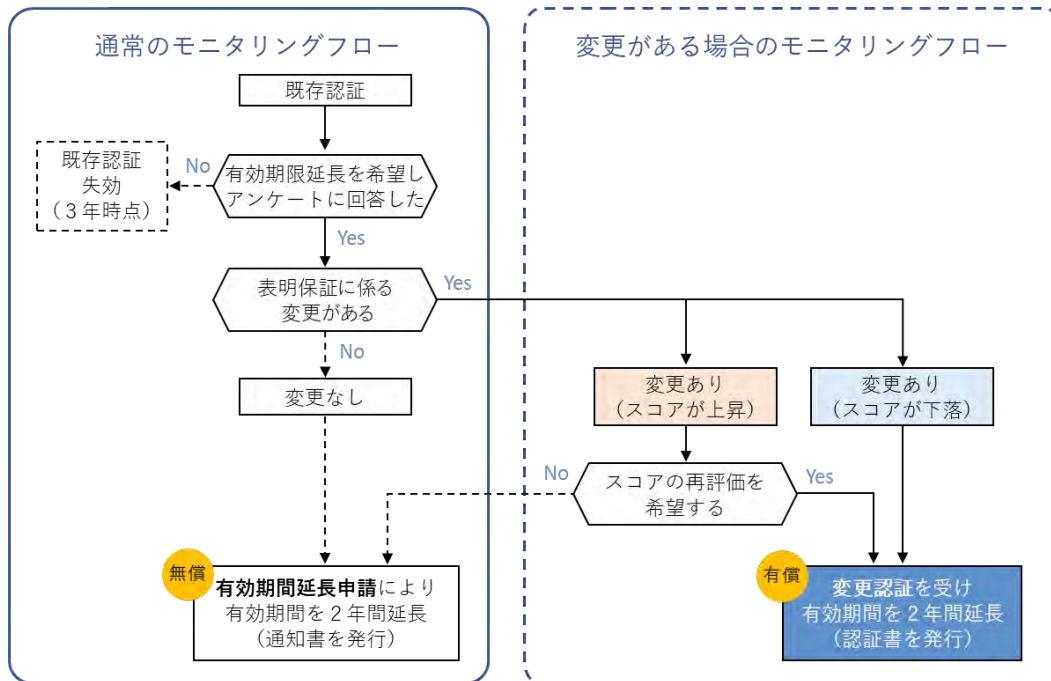 通常のモニタリングフロー
既存認証
有効期限延長を希望し
アンケートに回答した
No
既存認証
失効
（３年時点）
Yes
表明保証に係る
変更がある
Yes
No
変更なし
無償
有効期間延長申請により
有効期間を２年間延長
（通知書を発行）
変更がある場合のモニタリングフロー
変更あり
（スコアが上昇）
変更あり
（スコアが下落）
スコアの再評価を
希望する
No
Yes
有償
変更認証を受け
有効期間を２年間延長
（認証書を発行）